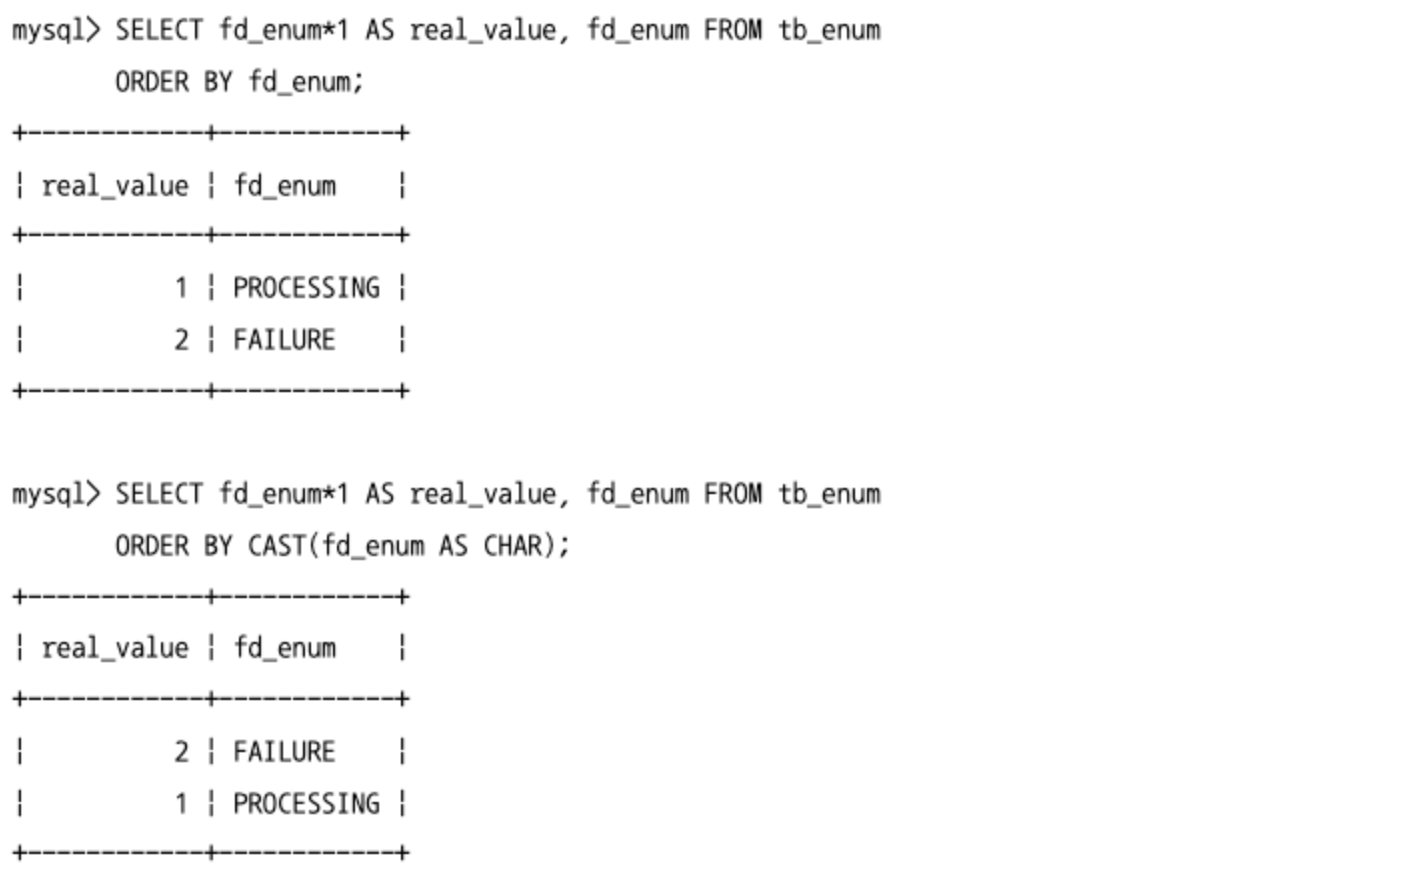 mysql> SELECT fd_enum*1 AS real_value, fd_enum FROM tb_enum
       ORDER BY fd_enum;
+------------+------------+
¦ real_value ¦ fd_enum    ¦
+------------+------------+
¦          1 ¦ PROCESSING ¦
¦          2 ¦ FAILURE    ¦
+------------+------------+
mysql> SELECT fd_enum*1 AS real_value, fd_enum FROM tb_enum
       ORDER BY CAST(fd_enum AS CHAR);
+------------+------------+
¦ real_value ¦ fd_enum    ¦
+------------+------------+
¦          2 ¦ FAILURE    ¦
¦          1 ¦ PROCESSING ¦
+------------+------------+